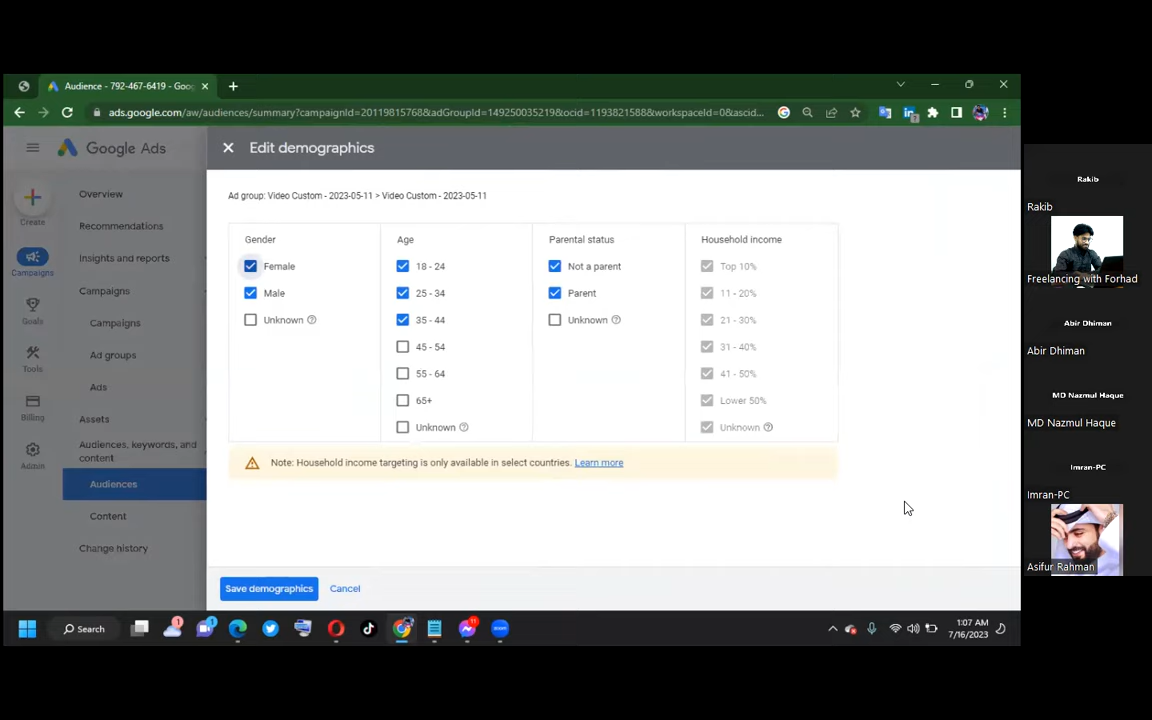 Audience - 792-467-6419 - Goo
ads.google.com/aw/audiences/summary?campaignId=20119815768&adGroupId=149250035219&ocid=1193821588&workspaceId=0&ascid...
Google Ads
Edit demographics
Create
Campaigns
Goals
Tools
Billing
Admin
Overview
Recommendations
Insights and reports
Campaigns
Campaigns
Ad groups
Ads
Assets
Audiences, keywords, and
content
Audiences
Content
Change history
Ad group: Video Custom - 2023-05-11 > Video Custom - 2023-05-11
Gender
Female
Male
Unknown
Age
18 - 24
25 - 34
35 - 44
45 - 54
55 - 64
65+
Unknown
Parental status
Not a parent
Parent
Unknown
Household income
Top 10%
11 - 20%
21 - 30%
31 - 40%
41 - 50%
Lower 50%
Unknown
Note: Household income targeting is only available in select countries. Learn more
Save demographics Cancel
Search
1
1
11
1:07 AM
7/16/2023
Rakib
Rakib
Freelancing with Forhad
Abir Dhiman
Abir Dhiman
MD Nazmul Haque
MD Nazmul Haque
Imran-PC
Imran-PC
Asifur Rahman